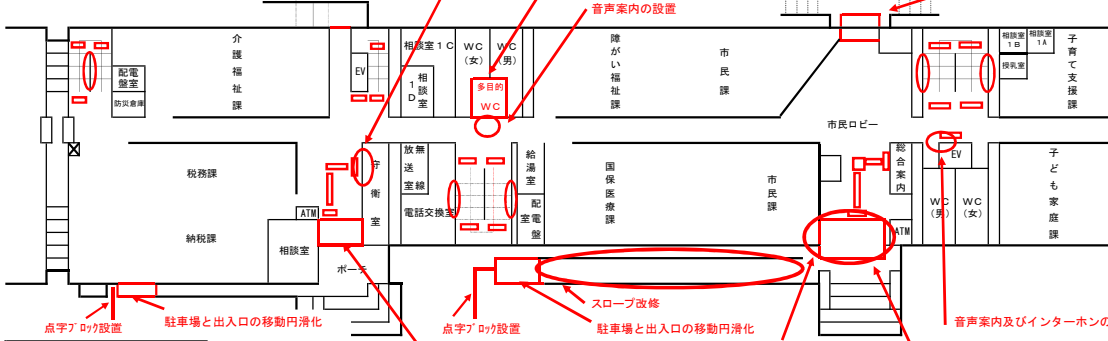 音声案内の設置
介護福祉課
配電盤室
防災倉庫
EV
相談室1C
WC(女)
WC(男)
1D相談室
多目的WC
障がい福祉課
市民課
相談室1B
相談室1A
授乳室
子育て支援課
市民ロビー
税務課
納税課
ATM
相談室
守衛室
放送室
無線
電話交換室
給湯室
配電盤室
国保医療課
市民課
総合案内
EV
WC(男)
WC(女)
子ども家庭課
ATM
ポーチ
点字ブロック設置
駐車場と出入口の移動円滑化
点字ブロック設置
スロープ改修
駐車場と出入口の移動円滑化
音声案内及びインターホンの